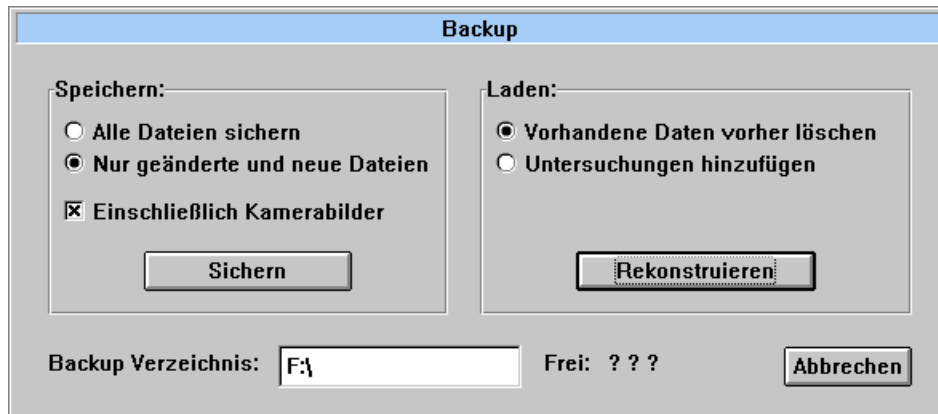 Backup
Speichern:
Alle Dateien sichern
Nur geänderte und neue Dateien
Einschließlich Kamerabilder
Sichern
Laden:
Vorhandene Daten vorher löschen
Untersuchungen hinzufügen
Rekonstruieren
Backup Verzeichnis: F:\ Frei: ? ? ? Abbrechen